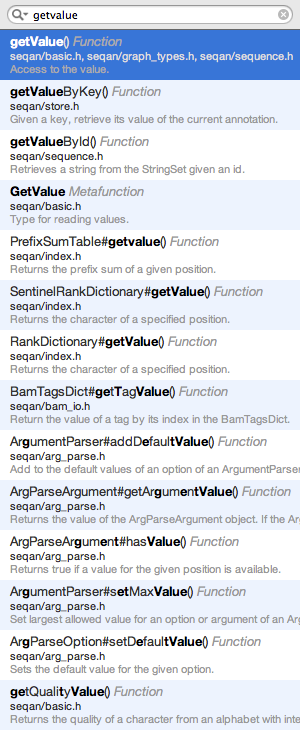 getvalue
getValue() Function
seqan/basic.h, seqan/graph_types.h, seqan/sequence.h
Access to the value.
getValueByKey() Function
seqan/store.h
Given a key, retrieve its value of the current annotation.
getValueById() Function
seqan/sequence.h
Retrieves a string from the StringSet given an id.
GetValue Metafunction
seqan/basic.h
Type for reading values.
PrefixSumTable#getvalue() Function
seqan/index.h
Returns the prefix sum of a given position.
SentinelRankDictionary#getValue() Function
seqan/index.h
Returns the character of a specified position.
RankDictionary#getValue() Function
seqan/index.h
Returns the character of a specified position.
BamTagsDict#getTagValue() Function
seqan/bam_io.h
Return the value of a tag by its index in the BamTagsDict.
ArgumentParser#addDefaultValue() Function
seqan/arg_parse.h
Add to the default values of an option of an ArgumentParser
ArgParseArgument#getArgumentValue() Function
seqan/arg_parse.h
Returns the value of the ArgParseArgument object. If the Ar
ArgParseArgument#hasValue() Function
seqan/arg_parse.h
Returns true if a value for the given position is available.
ArgumentParser#setMaxValue() Function
seqan/arg_parse.h
Set largest allowed value for an option or argument of an Ar
ArgParseOption#setDefaultValue() Function
seqan/arg_parse.h
Sets the default value for the given option.
getQualityValue() Function
seqan/basic.h
Returns the quality of a character from an alphabet with inte